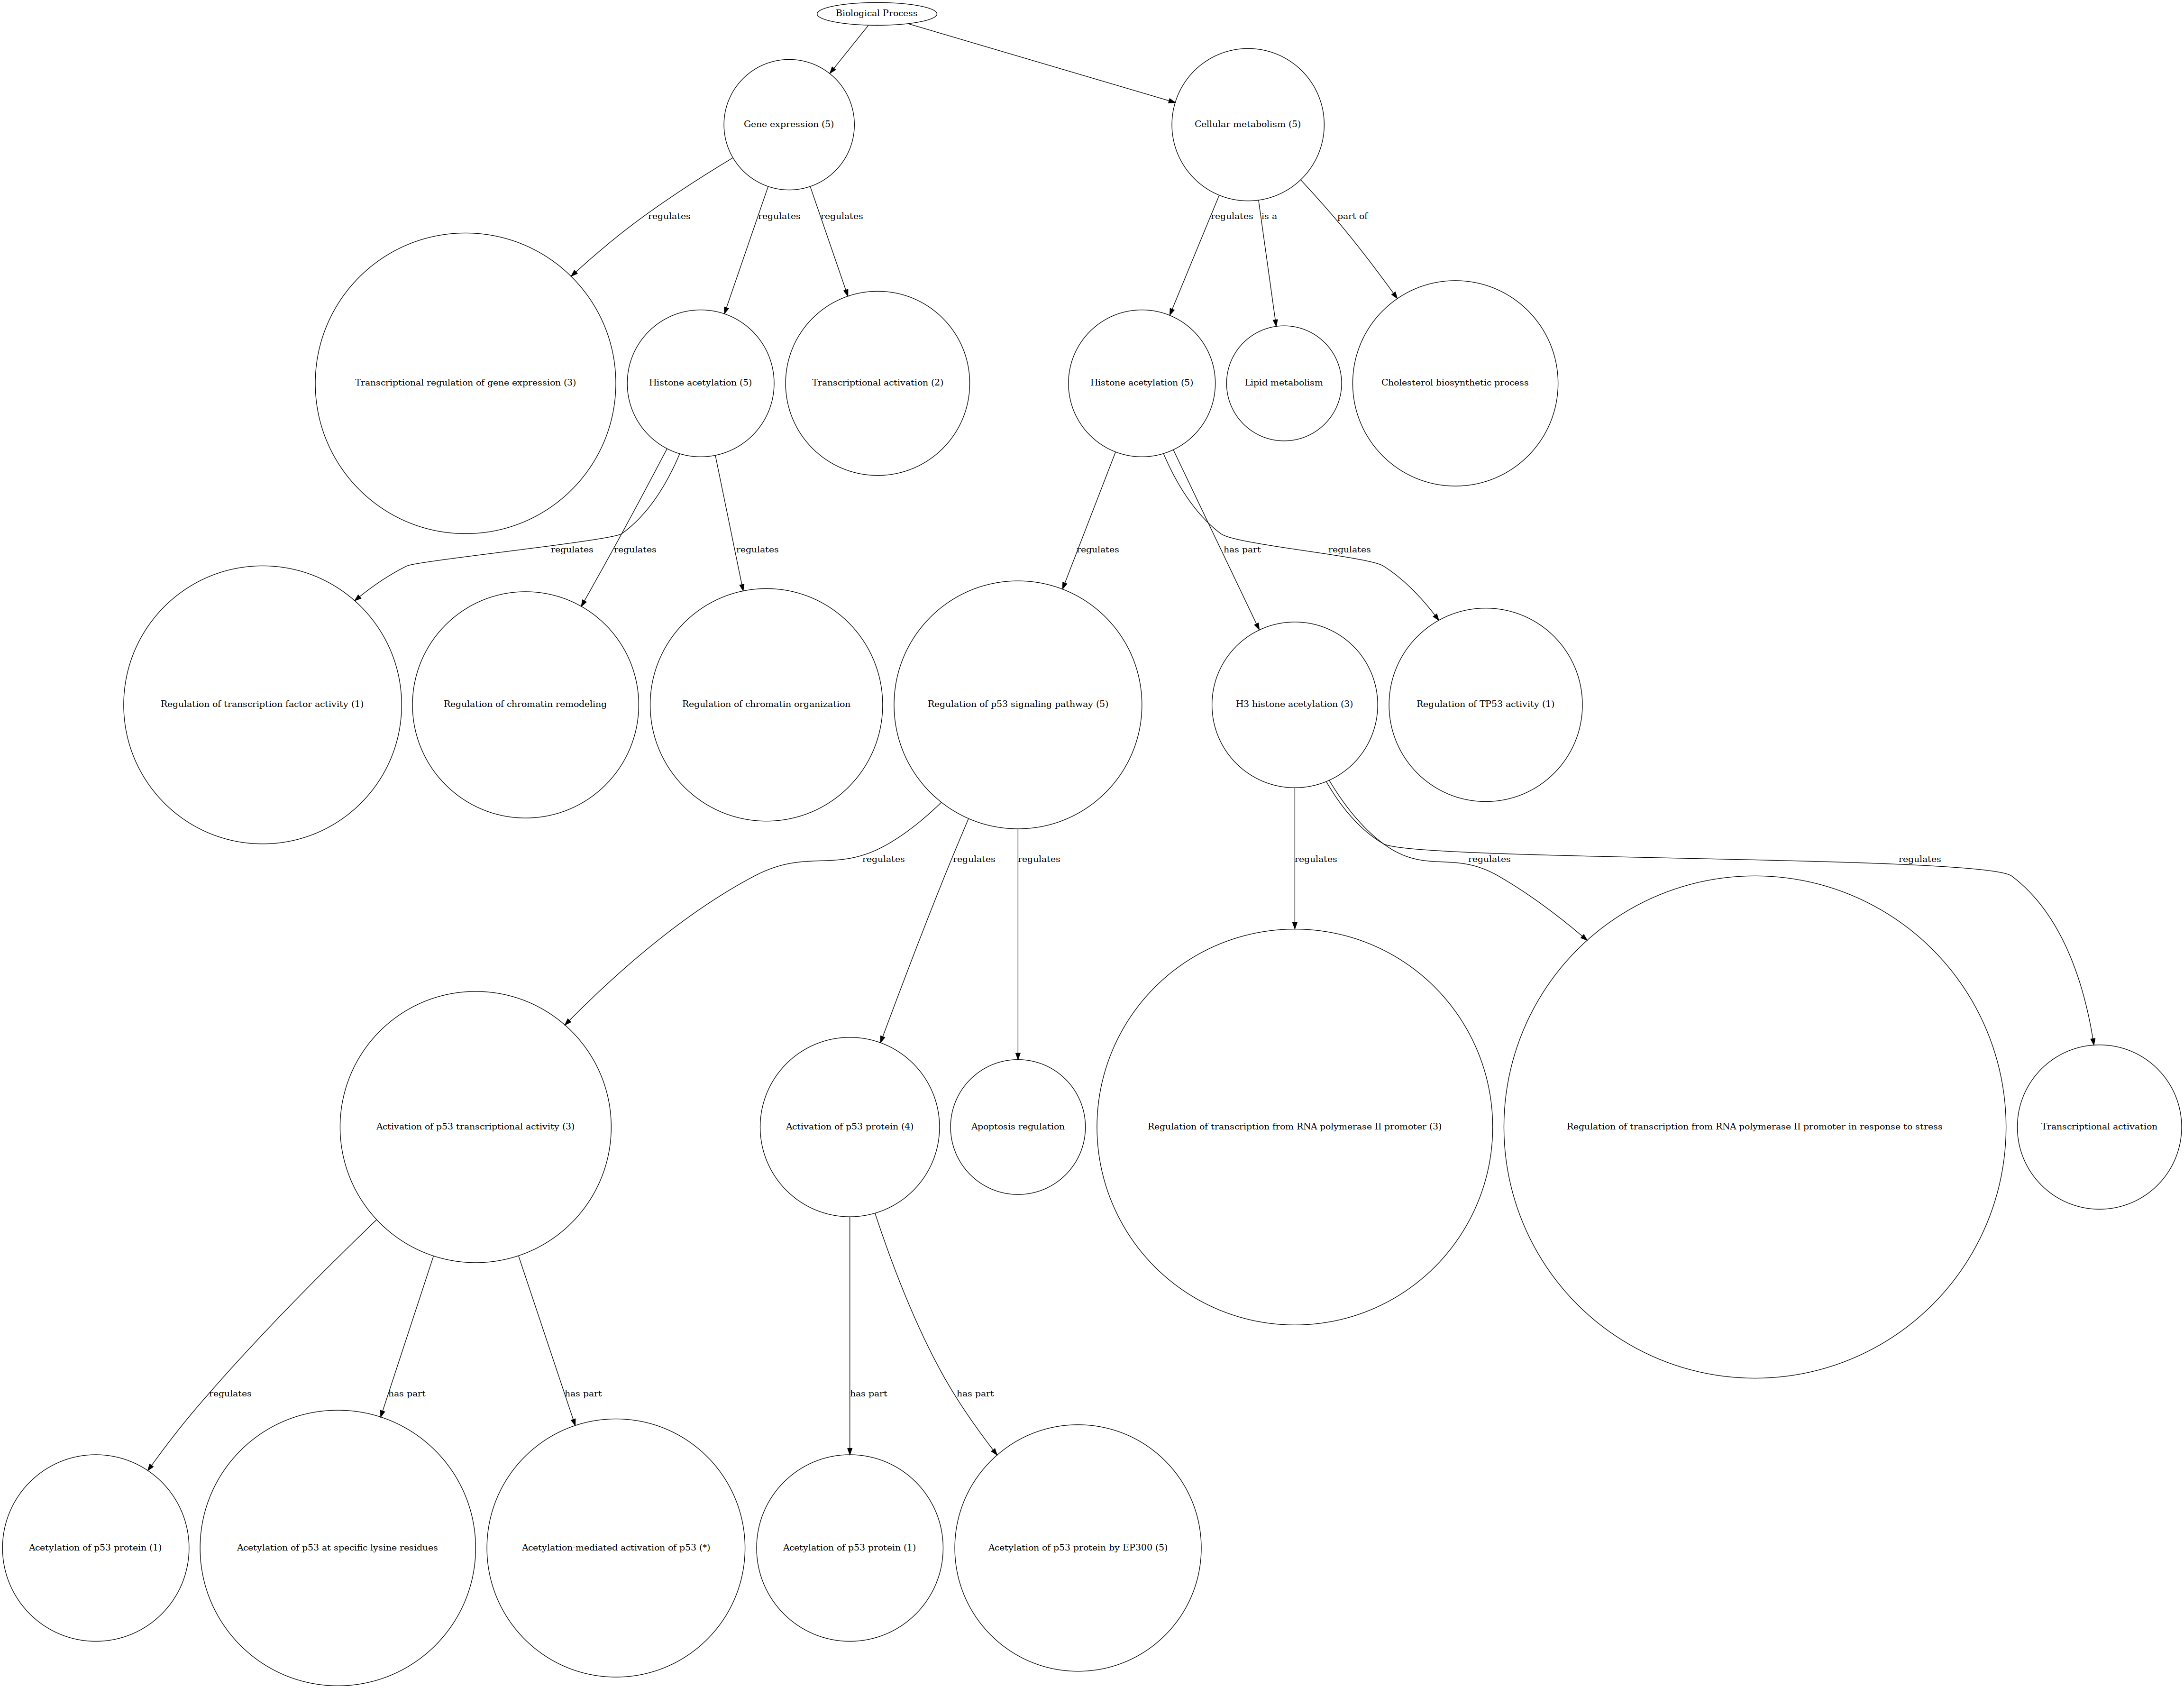 Biological Process
Gene expression (5)
Cellular metabolism (5)
regulates
regulates
regulates
regulates
is a
part of
Transcriptional regulation of gene expression (3)
Histone acetylation (5)
Transcriptional activation (2)
Histone acetylation (5)
Lipid metabolism
Cholesterol biosynthetic process
regulates
regulates
regulates
regulates
has part
regulates
Regulation of transcription factor activity (1)
Regulation of chromatin remodeling
Regulation of chromatin organization
Regulation of p53 signaling pathway (5)
H3 histone acetylation (3)
Regulation of TP53 activity (1)
regulates
regulates
regulates
regulates
regulates
regulates
Activation of p53 transcriptional activity (3)
Activation of p53 protein (4)
Apoptosis regulation
Regulation of transcription from RNA polymerase II promoter (3)
Regulation of transcription from RNA polymerase II promoter in response to stress
Transcriptional activation
regulates
has part
has part
has part
has part
Acetylation of p53 protein (1)
Acetylation of p53 at specific lysine residues
Acetylation-mediated activation of p53 (*)
Acetylation of p53 protein (1)
Acetylation of p53 protein by EP300 (5)